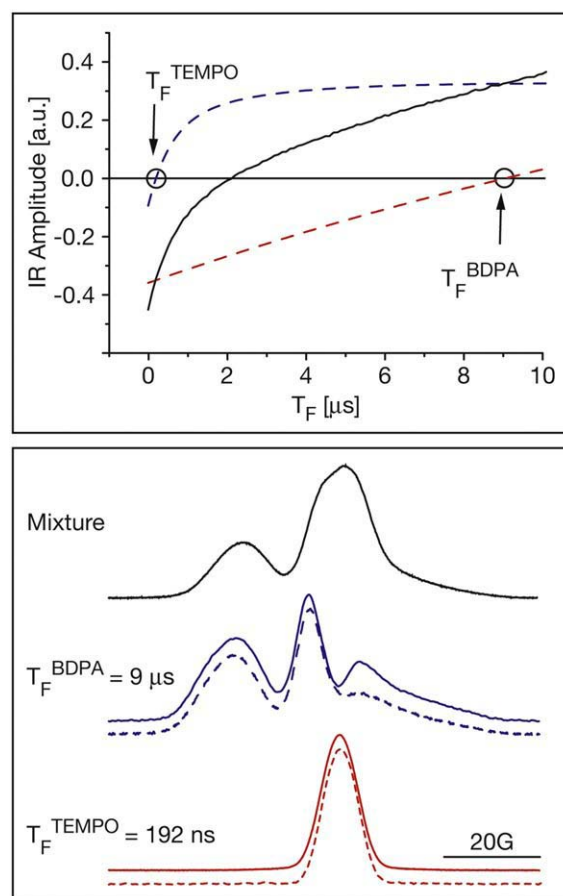 T_F^TEMPO
IR Amplitude [a.u.]
0.4
0.2
0.0
-0.2
-0.4
T_F^BDPA
0 2 4 6 8 10
T_F [μs]
Mixture
T_F^BDPA = 9 μs
T_F^TEMPO = 192 ns
20G